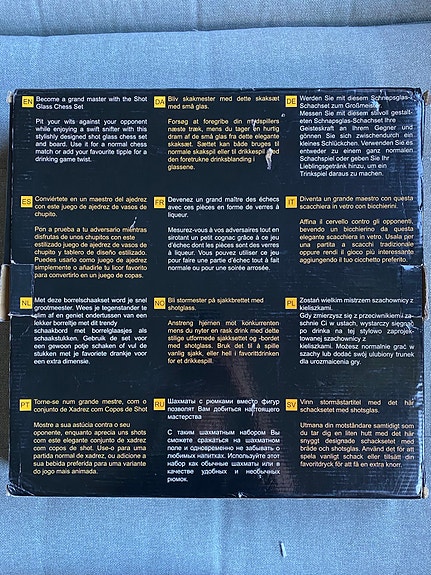 EN Become a grand master with the Shot
Glass Chess Set
Pit your wits against your opponent
while enjoying a swift snifter with this
stylishly designed shot glass chess set
and board. Use it for a normal chess
match or add your favourite tipple for a
drinking game twist.
DA Bliv skakmester med dette skaksæt
med små glas.
Forsøg at foregribe din modspillers
næste træk, mens du tager en hurtig
dram af de små glas fra dette elegante
skaksæt. Sættet kan både bruges til
normale skakspil eller til drikkespil med
den foretrukne drinksblanding i
glassene.
DE Werden Sie mit diesem Schnapsglas-
Schachset zum Großmeister
Messen Sie mit diesem stilvoll gestalt-
eten Schnapsglas-Schachset Ihre
Geisteskraft an Ihrem Gegner und
gönnen Sie sich zwischendurch ein
kleines Schlückchen. Verwenden Sie es
entweder zu einem ganz normalen
Schachspiel oder geben Sie Ihr
Lieblingsgetränk hinzu, um ein
Trinkspiel daraus zu machen.
ES Conviértete en un maestro del ajedrez
con este juego de ajedrez de vasos de
chupito.
Pon a prueba a tu adversario mientras
disfrutas de unos chupitos con este
estilizado juego de ajedrez de vasos de
chupito y tablero de diseño estilizado.
Puedes usarlo como juego de ajedrez
simplemente o añadirle tu licor favorito
para convertirlo en un juego de copas.
FR Devenez un grand maître des échecs
avec ces pièces en forme de verres à
liqueur.
Mesurez-vous à vos adversaires tout en
sirotant un petit cognac grâce à ce jeu
d'échec dont les pièces sont des verres
à liqueur. Vous pouvez utiliser ce jeu
pour faire une partie d'échec tout à fait
normale ou pour une soirée arrosée.
IT Diventa un grande maestro con questa
scacchiera in vetro con bicchierini.
Affina il cervello contro gli opponenti,
bevendo un bicchierino da questa
elegante scacchiera in vetro. Usala per
una partita a scacchi tradizionale
oppure rendi il gioco più interessante
aggiungendo il tuo cicchetto preferito.
NL Met deze borrelschaakset word je snel
grootmeester. Wees je tegenstander te
slim af en geniet ondertussen van een
lekker borreltje met dit trendy
schaakbord met borrelglaasjes als
schaakstukken. Gebruik de set voor
een gewoon potje schaken of vul de
stukken met je favoriete drankje voor
een extra dimensie.
NO Bli stormester på sjakkbrettet med
shotglass.
Anstreng hjernen mot konkurrenten
mens du nyter en rask drink med dette
stilige utformede sjakksettet og -bordet
med shotglass. Bruk det til å spille
vanlig sjakk, eller hell i favorittdrinken
for et drikkespill.
PL Zostań wielkim mistrzem szachownicy z
kieliszkami.
Gdy zmierzysz się z przeciwnikiem i za-
schnie Ci w ustach, wystarczy sięgnąć
po drinka na tej stylowo zaprojek-
towanej szachownicy z
kieliszkami. Możesz normalnie grać w
szachy lub dodać swój ulubiony trunek
dla urozmaicenia gry.
PT Torne-se num grande mestre, com o
conjunto de Xadrez com Copos de Shot
Mostre a sua astúcia contra o seu
oponente, enquanto aprecia uns shots
com este elegante conjunto de xadrez
com copos de shot. Use-o para uma
partida normal de xadrez, ou adicione a
sua bebida preferida para uma variante
do jogo mais animada.
RU Шахматы с рюмками вместо фигур
позволят Вам добиться настоящего
мастерства
С таким шахматным набором Вы
сможете сражаться на шахматном
поле и одновременно не забывать о
любимых напитках. Используйте этот
набор как обычные шахматы или в
качестве удобных и необычных
рюмок.
SV Vinn stormästartitel med det här
schacksetet med shotsglas.
Utmana din motståndare samtidigt som
du tar dig en liten hutt med det här
snyggt designade schacksetet med
bräde och shotsglas. Använd det för att
spela vanligt schack eller tillsätt din
favoritdryck för att få en extra knorr.